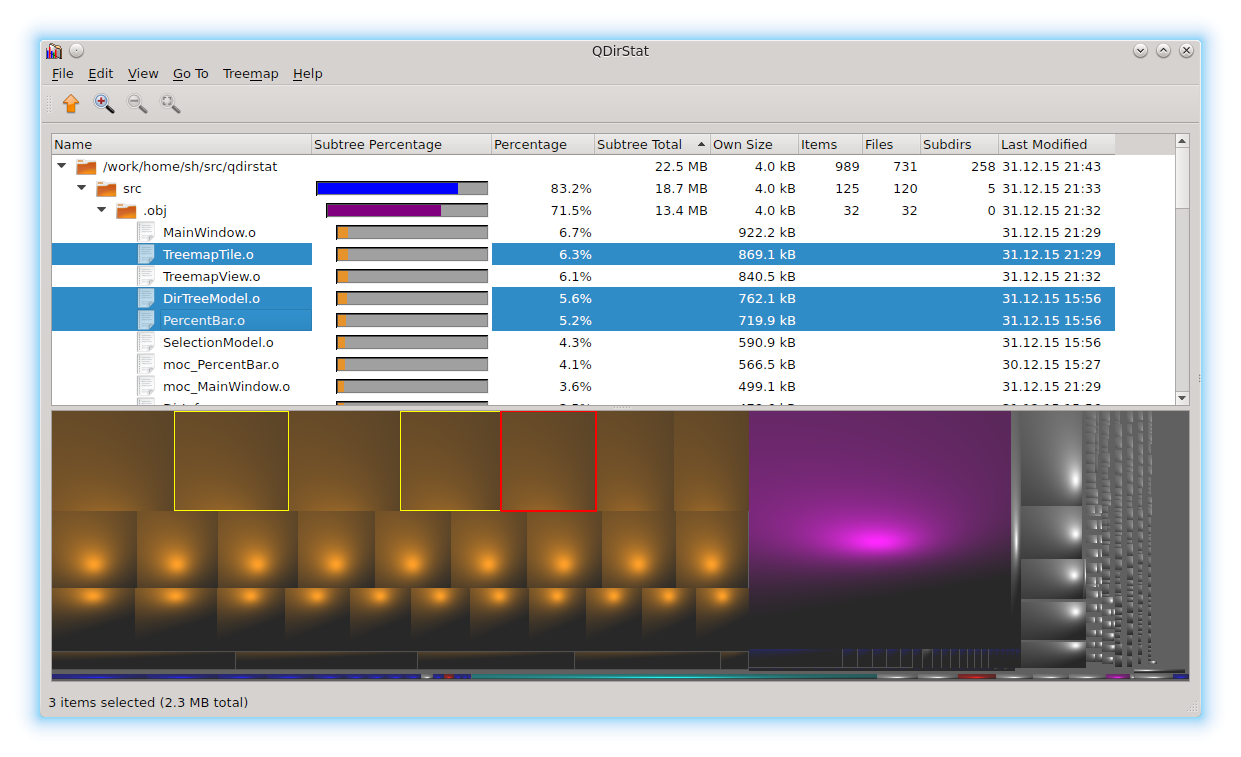 QDirStat
File Edit View Go To Treemap Help
Name Subtree Percentage Percentage Subtree Total Own Size Items Files Subdirs Last Modified
/work/home/sh/src/qdirstat 22.5 MB 4.0 kB 989 731 258 31.12.15 21:43
src 83.2% 18.7 MB 4.0 kB 125 120 5 31.12.15 21:33
.obj 71.5% 13.4 MB 4.0 kB 32 32 0 31.12.15 21:32
MainWindow.o 6.7% 922.2 kB 31.12.15 21:29
TreemapTile.o 6.3% 869.1 kB 31.12.15 21:29
TreemapView.o 6.1% 840.5 kB 31.12.15 21:32
DirTreeModel.o 5.6% 762.1 kB 31.12.15 15:56
PercentBar.o 5.2% 719.9 kB 31.12.15 15:56
SelectionModel.o 4.3% 590.9 kB 31.12.15 15:56
moc_PercentBar.o 4.1% 566.5 kB 30.12.15 15:27
moc_MainWindow.o 3.6% 499.1 kB 31.12.15 21:29
3 items selected (2.3 MB total)